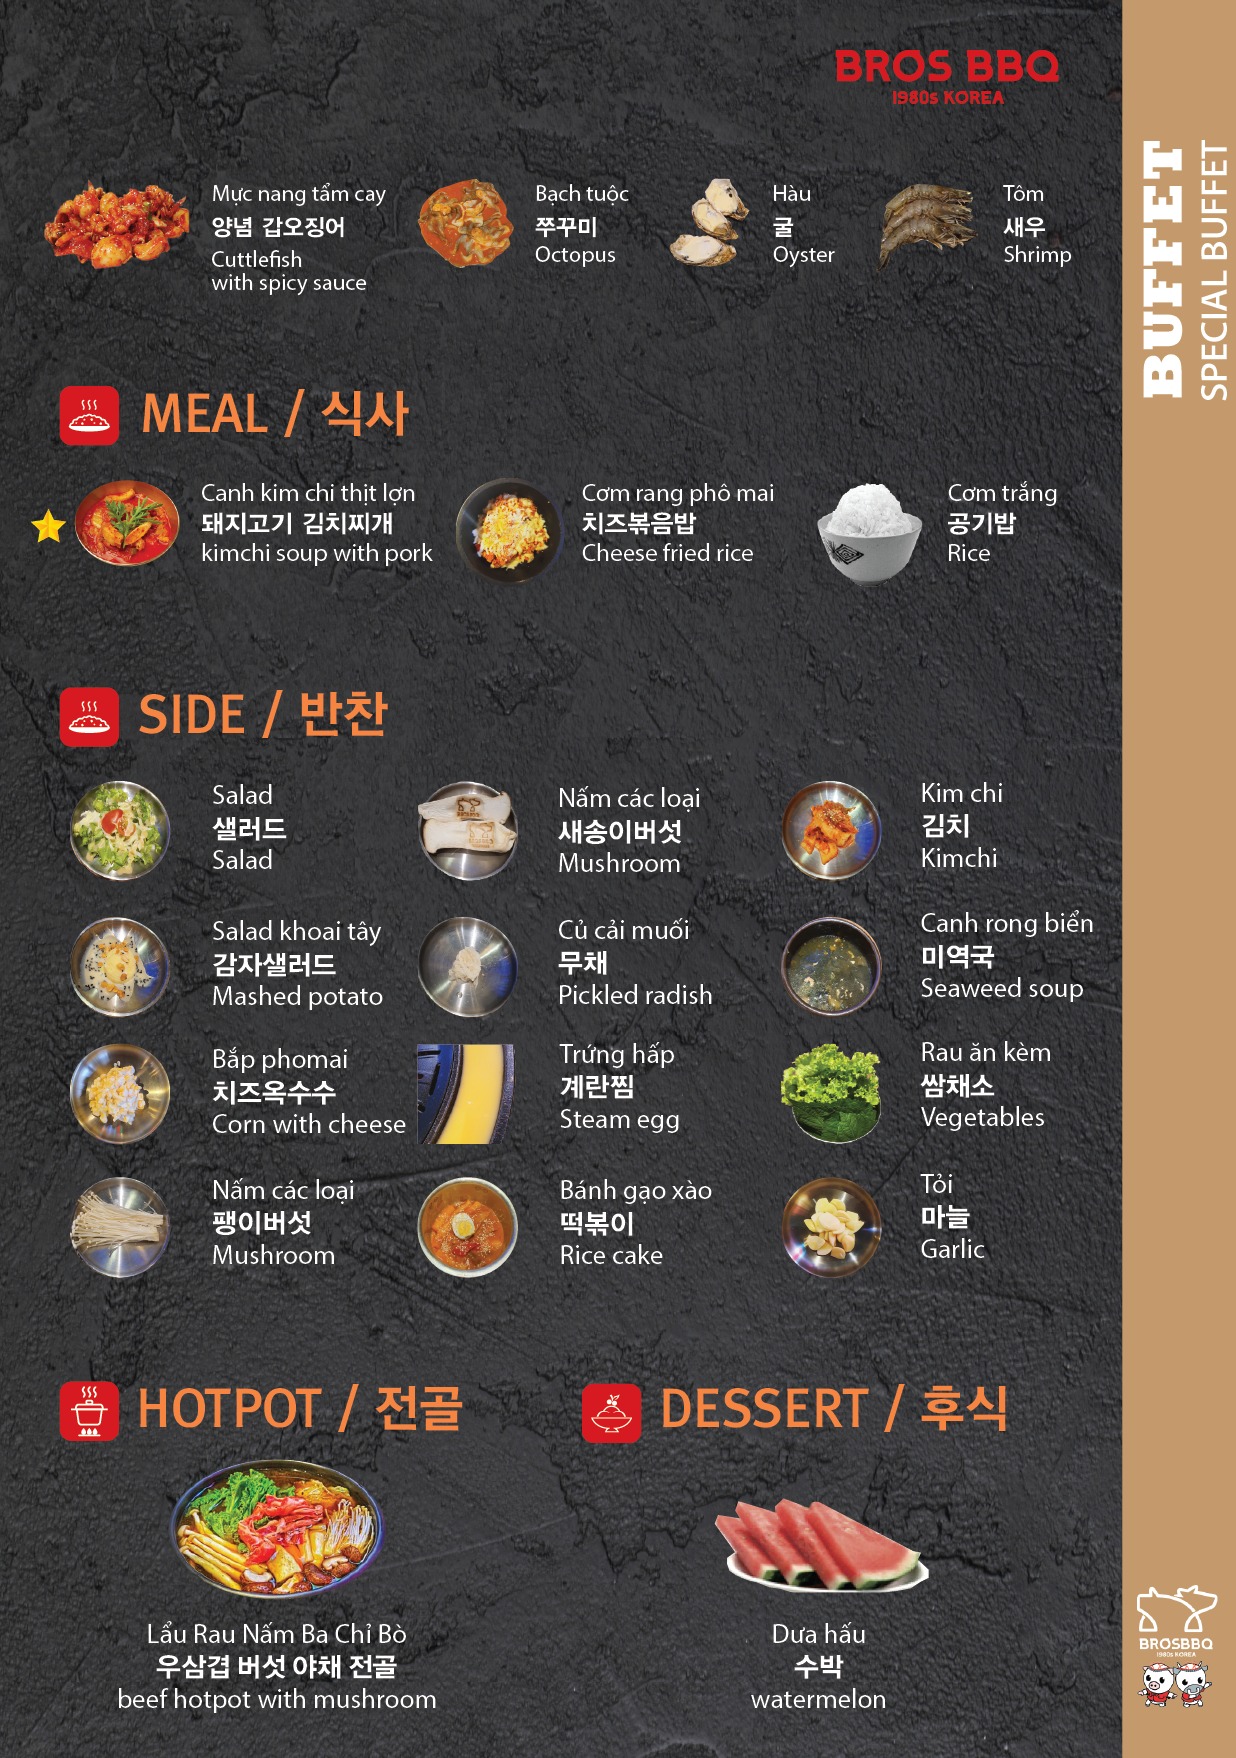 BROS BBQ
1980s KOREA
BUFFET
SPECIAL BUFFET
Mực nang tẩm cay
양념 갑오징어
Cuttlefish
with spicy sauce
Bạch tuộc
쭈꾸미
Octopus
Hàu
굴
Oyster
Tôm
새우
Shrimp
MEAL / 식사
Canh kim chi thịt lợn
돼지고기 김치찌개
kimchi soup with pork
Cơm rang phô mai
치즈볶음밥
Cheese fried rice
Cơm trắng
공기밥
Rice
SIDE / 반찬
Salad
샐러드
Salad
Nấm các loại
새송이버섯
Mushroom
Kim chi
김치
Kimchi
Salad khoai tây
감자샐러드
Mashed potato
Củ cải muối
무채
Pickled radish
Canh rong biển
미역국
Seaweed soup
Bắp phomai
치즈옥수수
Corn with cheese
Trứng hấp
계란찜
Steam egg
Rau ăn kèm
쌈채소
Vegetables
Nấm các loại
팽이버섯
Mushroom
Bánh gạo xào
떡볶이
Rice cake
Tỏi
마늘
Garlic
HOTPOT / 전골
Lẩu Rau Nấm Ba Chỉ Bò
우삼겹 버섯 야채 전골
beef hotpot with mushroom
DESSERT / 후식
Dưa hấu
수박
watermelon
BROSBBQ
1980s KOREA